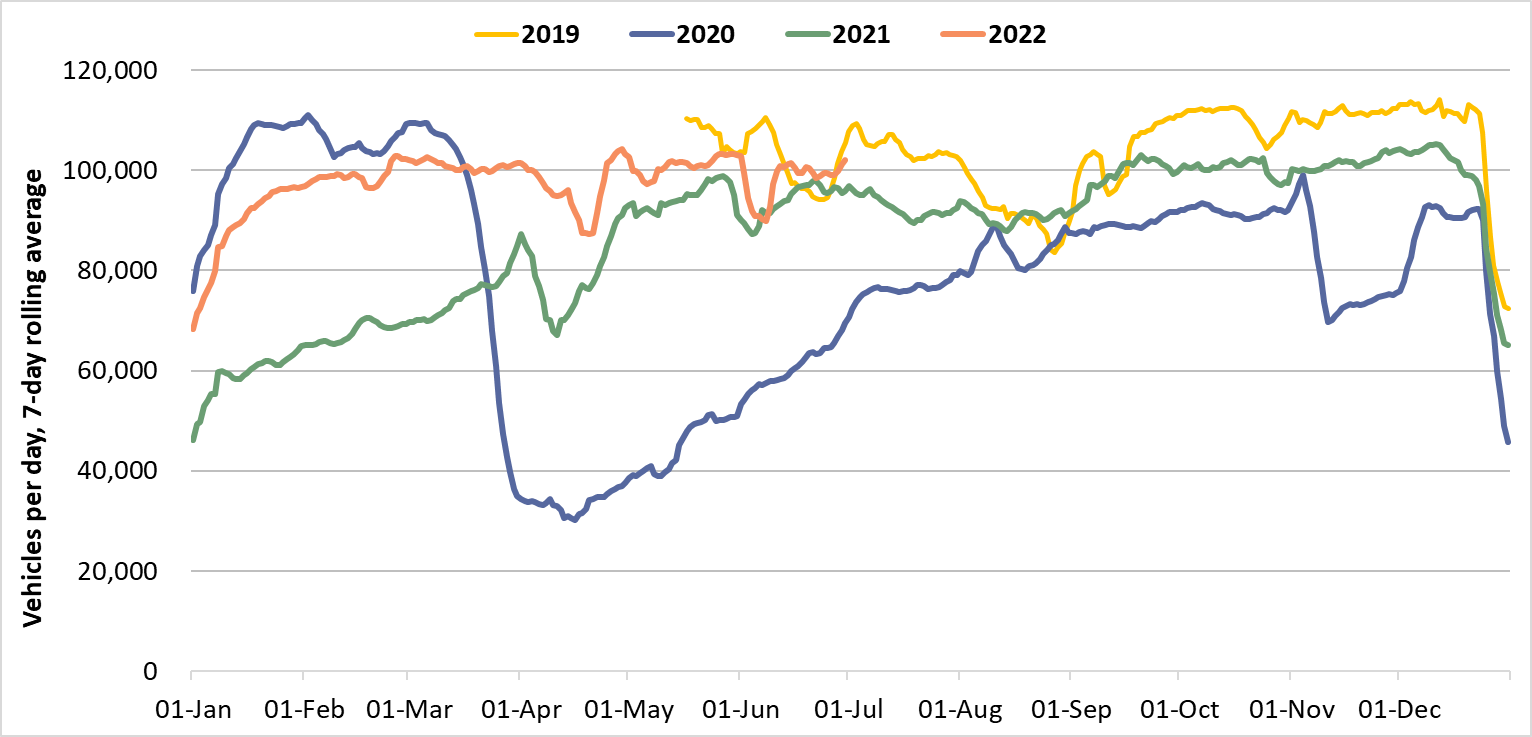 2019 2020 2021 2022
Vehicles per day, 7-day rolling average
120,000
100,000
80,000
60,000
40,000
20,000
0
01-Jan 01-Feb 01-Mar 01-Apr 01-May 01-Jun 01-Jul 01-Aug 01-Sep 01-Oct 01-Nov 01-Dec